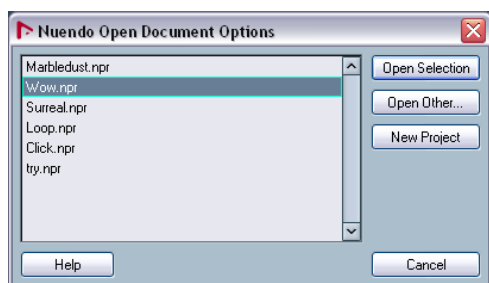 Nuendo Open Document Options
Marbledust.npr
Wow.npr
Surreal.npr
Loop.npr
Click.npr
try.npr
Open Selection
Open Other...
New Project
Help
Cancel